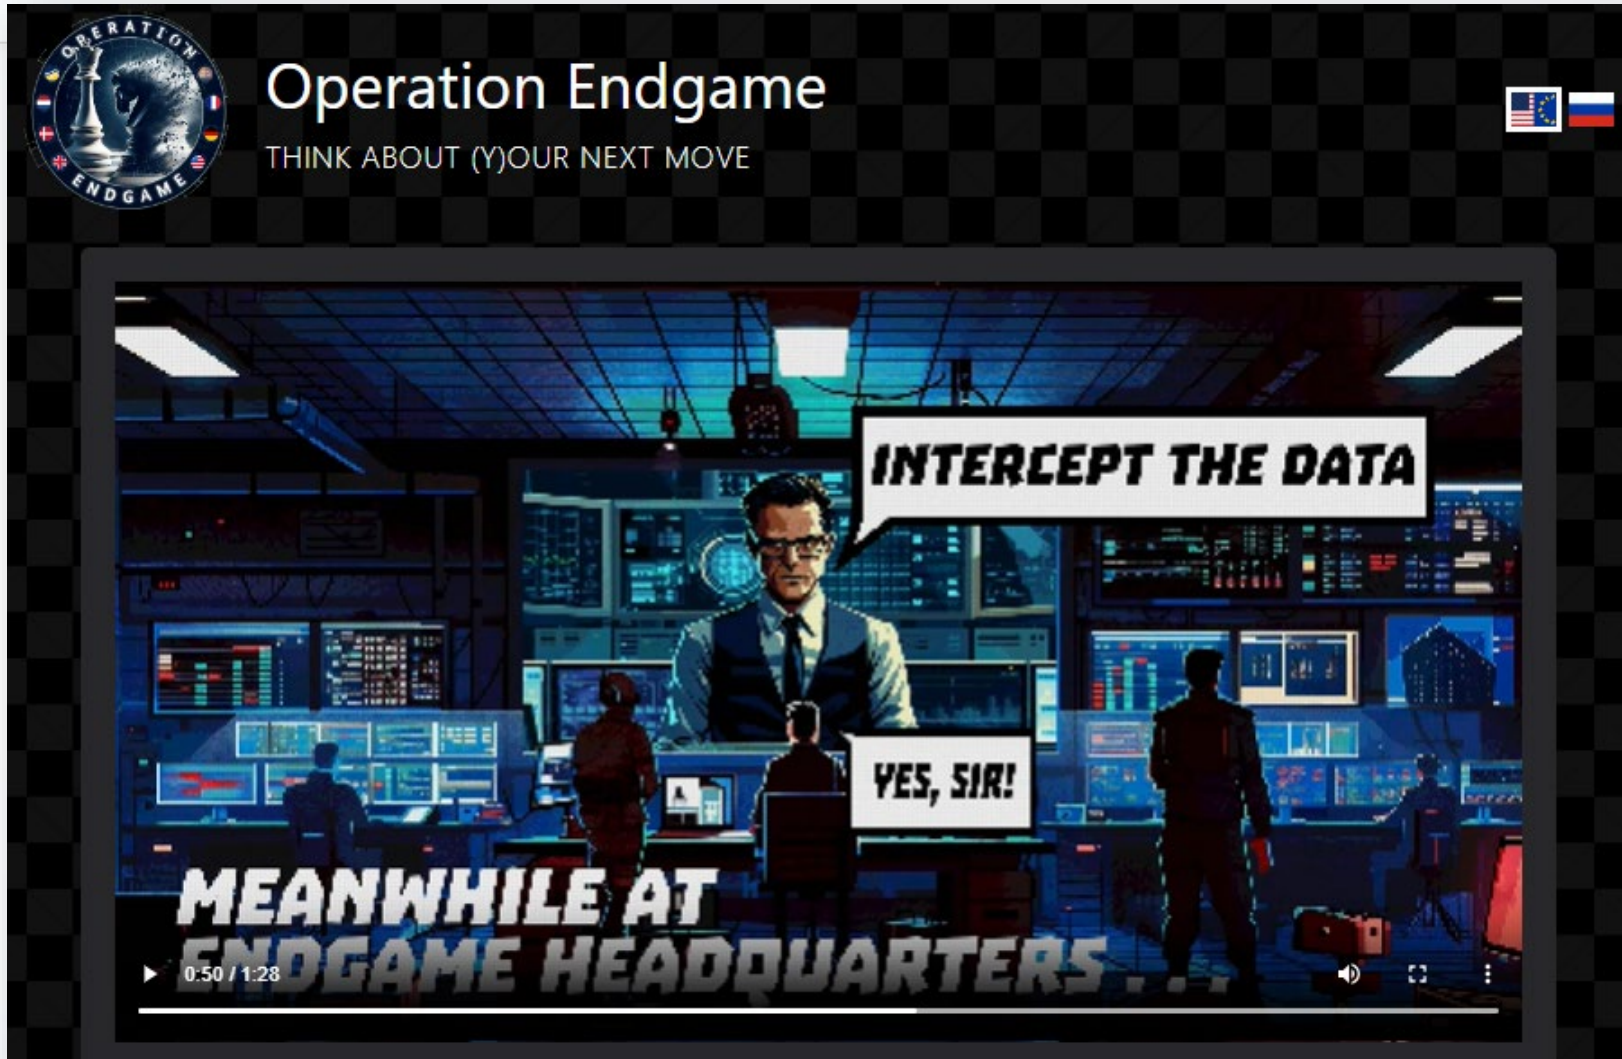 OPERATION
ENDGAME
Operation Endgame
THINK ABOUT (Y)OUR NEXT MOVE
INTERCEPT THE DATA
YES, SIR!
MEANWHILE AT
ENDGAME HEADQUARTERS . . .
0:50 / 1:28